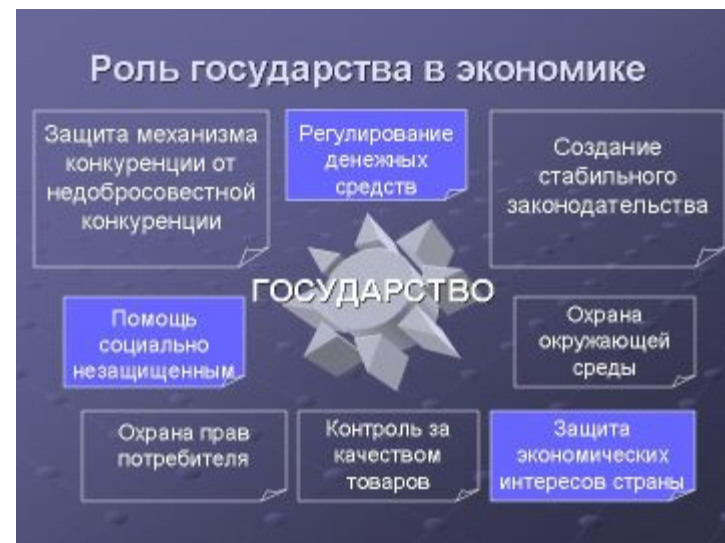 Роль государства в экономике
Защита механизма
конкуренции от
недобросовестной
конкуренции
Регулирование
денежных
средств
Создание
стабильного
законодательства
ГОСУДАРСТВО
Помощь
социально
незащищенным
Охрана
окружающей
среды
Охрана прав
потребителя
Контроль за
качеством
товаров
Защита
экономических
интересов страны